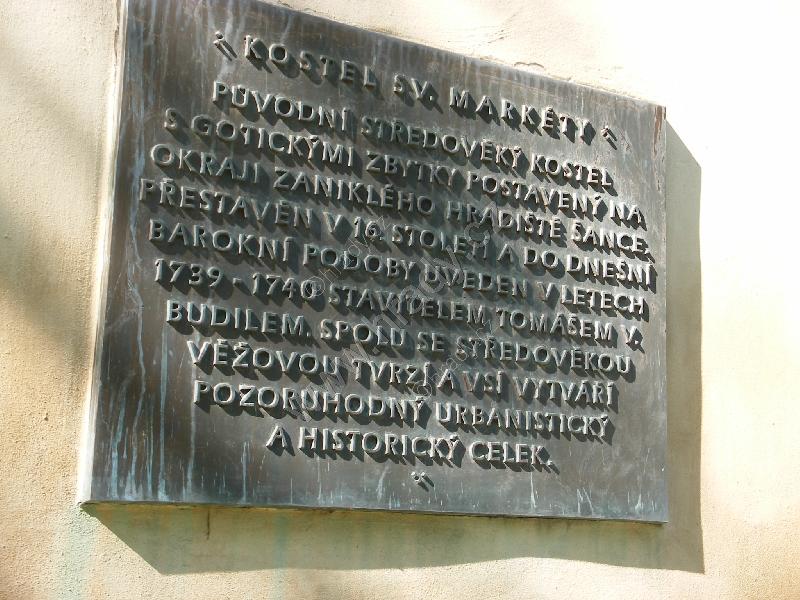 KOSTEL SV. MARKÉTY
PŮVODNÍ STŘEDOVĚKÝ KOSTEL
S GOTICKÝMI ZBYTKY POSTAVENÝ NA
OKRAJI ZANIKLÉHO HRADIŠTĚ ŠANCE,
PŘESTAVĚN V 16. STOLETÍ A DO DNEŠNÍ
BAROKNÍ PODOBY UVEDEN V LETECH
1739 - 1740 STAVITELEM, TOMÁŠEM V.
BUDILEM. SPOLU SE STŘEDOVĚKOU
VĚŽOVOU TVRZÍ A VSÍ VYTVÁŘÍ
POZORUHODNÝ URBANISTICKÝ
A HISTORICKÝ CELEK.